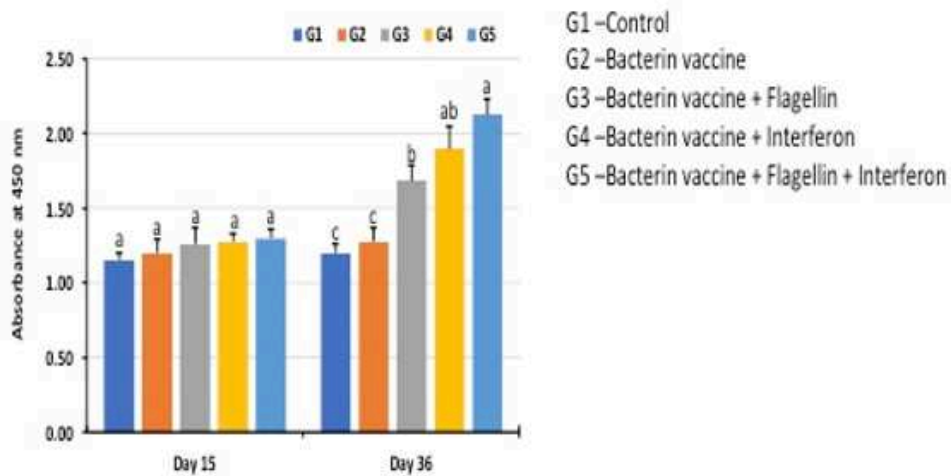 G1 G2 G3 G4 G5
G1 –Control
G2 –Bacterin vaccine
G3 –Bacterin vaccine + Flagellin
G4 –Bacterin vaccine + Interferon
G5 –Bacterin vaccine + Flagellin + Interferon
Absorbance at 450 nm
2.50
2.00
1.50
1.00
0.50
0.00
a a a a a
c c b ab a
Day 15 Day 36